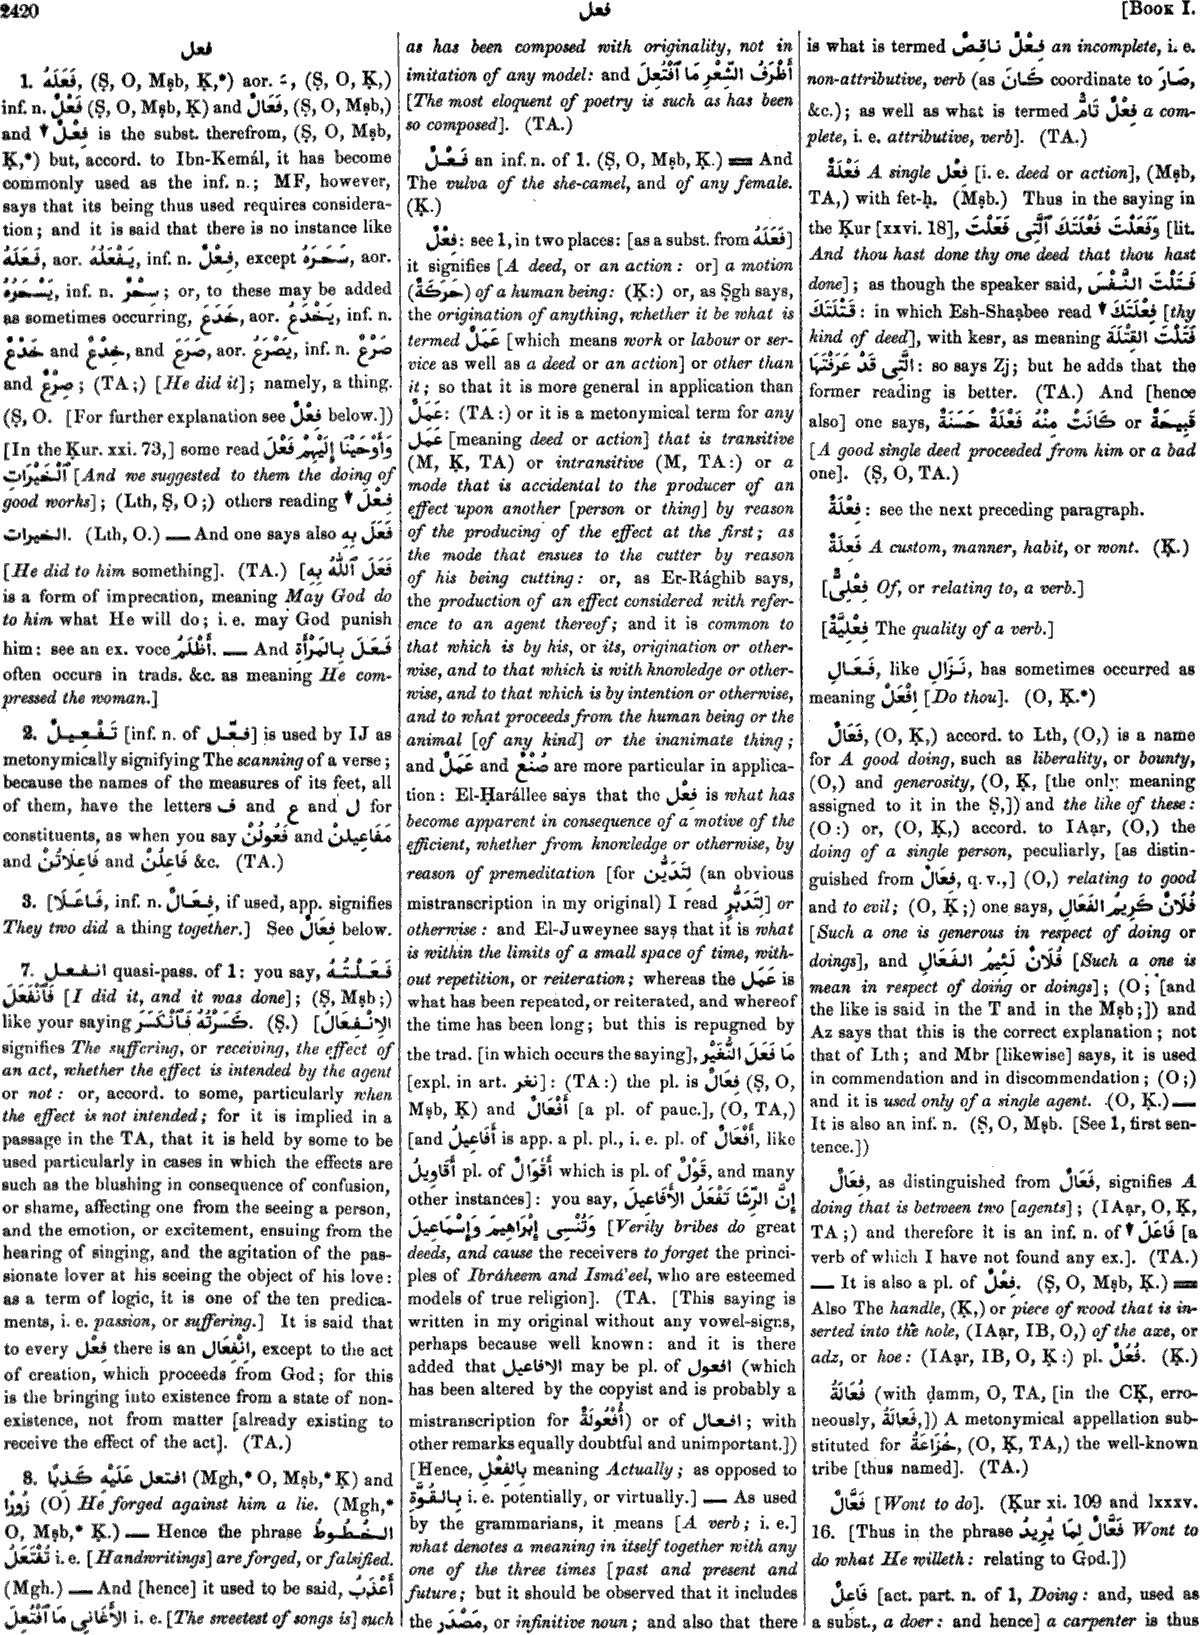 2420
فعل
[Book I.
فعل
1. فَعَلَهُ, (Ṣ, O, Mṣb, Ḳ,*) aor. ـَ, (Ṣ, O, Ḳ,)
inf. n. فَعْلٌ (Ṣ, O, Mṣb, Ḳ) and فَعَالٌ, (Ṣ, O, Mṣb,)
and ↑ فِعْلٌ is the subst. therefrom, (Ṣ, O, Mṣb,
Ḳ,*) but, accord. to Ibn-Kemál, it has become
commonly used as the inf. n.; MF, however,
says that its being thus used requires considera-
tion; and it is said that there is no instance like
فَعَلَهُ, aor. يَفْعَلُهُ, inf. n. فِعْلٌ, except سَحَرَهُ, aor.
يَسْحَرُهُ, inf. n. سِحْرٌ; or, to these may be added
as sometimes occurring, خَدَعَ, aor. يَخْدَعُ, inf. n.
خَدْعٌ and خِدْعٌ, and صَرَعَ, aor. يَصْرَعُ, inf. n. صَرْعٌ
and صِرْعٌ; (TA;) [He did it]; namely, a thing.
(Ṣ, O. [For further explanation see فِعْلٌ below.])
[In the Ḳur. xxi. 73,] some read وَأَوْحَيْنَا إِلَيْهِمْ فَعْلَ
ٱلْخَيْرَاتِ [And we suggested to them the doing of
good works]; (Lth, Ṣ, O;) others reading ↑ فِعْلَ
الخيرات. (Lth, O.) — And one says also فَعَلَ بِهِ
[He did to him something]. (TA.) [فَعَلَ ٱللّٰهُ بِهِ
is a form of imprecation, meaning May God do
to him what He will do; i. e. may God punish
him: see an ex. voce أَظْلَمُ. — And فَعَلَ بِالمَرْأَةِ
often occurs in trads. &c. as meaning He com-
pressed the woman.]
2. تَفْعِيلٌ [inf. n. of فعّل] is used by IJ as
metonymically signifying The scanning of a verse;
because the names of the measures of its feet, all
of them, have the letters ف and ع and ل for
constituents, as when you say فَعُولُنْ and مَفَاعِيلُنْ
and فَاعِلَاتُنْ and فَاعِلُنْ &c. (TA.)
3. [فَاعَلَا, inf. n. فِعَالٌ, if used, app. signifies
They two did a thing together.] See فِعَالٌ below.
7. انفعل quasi-pass. of 1: you say, فَعَلْتُهُ
فَٱنْفَعَلَ [I did it, and it was done]; (Ṣ, Mṣb;)
like your saying كَسَرْتُهُ فَٱنْكَسَرَ. (Ṣ.) [الاِنْفِعَالُ
signifies The suffering, or receiving, the effect of
an act, whether the effect is intended by the agent
or not: or, accord. to some, particularly when
the effect is not intended; for it is implied in a
passage in the TA, that it is held by some to be
used particularly in cases in which the effects are
such as the blushing in consequence of confusion,
or shame, affecting one from the seeing a person,
and the emotion, or excitement, ensuing from the
hearing of singing, and the agitation of the pas-
sionate lover at his seeing the object of his love:
as a term of logic, it is one of the ten predica-
ments, i. e. passion, or suffering.] It is said that
to every فِعْل there is an اِنْفِعَال, except to the act
of creation, which proceeds from God; for this
is the bringing into existence from a state of non-
existence, not from matter [already existing to
receive the effect of the act]. (TA.)
8. افتعل عَلَيْهِ كَذِبًا (Mgh,* O, Mṣb,* Ḳ) and
زُورًا (O) He forged against him a lie. (Mgh,*
O, Mṣb,* Ḳ.) — Hence the phrase الخُطُوطُ
تُفْتَعَلُ i. e. [Handwritings] are forged, or falsified.
(Mgh.) — And [hence] it used to be said, أَعْذَبُ
الأَغَانِى مَا ٱفْتُعِلَ i. e. [The sweetest of songs is] such
as has been composed with originality, not in
imitation of any model: and أَظْرَفُ الشِّعْرِ مَا ٱفْتُعِلَ
[The most eloquent of poetry is such as has been
so composed]. (TA.)
فَعْلٌ an inf. n. of 1. (Ṣ, O, Mṣb, Ḳ.) ＝ And
The vulva of the she-camel, and of any female.
(Ḳ.)
فِعْلٌ: see 1, in two places: [as a subst. from فَعَلَهُ]
it signifies [A deed, or an action: or] a motion
(حَرَكَةٌ) of a human being: (Ḳ:) or, as Ṣgh says,
the origination of anything, whether it be what is
termed عَمَلٌ [which means work or labour or ser-
vice as well as a deed or an action] or other than
it; so that it is more general in application than
عَمَلٌ: (TA:) or it is a metonymical term for any
عَمَل [meaning deed or action] that is transitive
(M, Ḳ, TA) or intransitive (M, TA:) or a
mode that is accidental to the producer of an
effect upon another [person or thing] by reason
of the producing of the effect at the first; as
the mode that ensues to the cutter by reason
of his being cutting: or, as Er-Rághib says,
the production of an effect considered with refer-
ence to an agent thereof; and it is common to
that which is by his, or its, origination or other-
wise, and to that which is with knowledge or other-
wise, and to that which is by intention or otherwise,
and to what proceeds from the human being or the
animal [of any kind] or the inanimate thing;
and عَمَلٌ and صُنْعٌ are more particular in applica-
tion: El-Ḥarállee says that the فِعْل is what has
become apparent in consequence of a motive of the
efficient, whether from knowledge or otherwise, by
reason of premeditation [for لِتَدَيُّن (an obvious
mistranscription in my original) I read لِتَدَبُّرٍ] or
otherwise: and El-Juweynee says that it is what
is within the limits of a small space of time, with-
out repetition, or reiteration; whereas the عَمَل is
what has been repeated, or reiterated, and whereof
the time has been long; but this is repugned by
the trad. [in which occurs the saying], مَا فَعَلَ النُّغَيْر
[expl. in art. نغر]: (TA:) the pl. is فِعَالٌ (Ṣ, O,
Mṣb, Ḳ) and أَفْعَالٌ [a pl. of pauc.], (O, TA,)
[and أَفَاعِيلُ is app. a pl. pl., i. e. pl. of أَفْعَالٌ, like
أَقَاوِيلُ pl. of أَقْوَالٌ which is pl. of قَوْلٌ, and many
other instances]: you say, إِنَّ الرِّشَا تَفْعَلُ الأَفَاعِيلَ
وَتُنْسِى إِبْرَاهِيمَ وَإِسْمَاعِيلَ [Verily bribes do great
deeds, and cause the receivers to forget the princi-
ples of Ibráheem and Ismá'eel, who are esteemed
models of true religion]. (TA. [This saying is
written in my original without any vowel-signs,
perhaps because well known: and it is there
added that الافاعيل may be pl. of افعول (which
has been altered by the copyist and is probably a
mistranscription for أُفْعُولَةٌ) or of افعال; with
other remarks equally doubtful and unimportant.])
[Hence, بِالفِعْلِ meaning Actually; as opposed to
بِالقُوَّةِ i. e. potentially, or virtually.] — As used
by the grammarians, it means [A verb; i. e.]
what denotes a meaning in itself together with any
one of the three times [past and present and
future; but it should be observed that it includes
the مَصْدَر, or infinitive noun; and also that there
is what is termed فِعْلٌ نَاقِصٌ an incomplete, i. e.
non-attributive, verb (as كَانَ coordinate to صَارَ,
&c.); as well as what is termed فِعْلٌ تَامٌّ a com-
plete, i. e. attributive, verb]. (TA.)
فَعْلَةٌ A single فِعْل [i. e. deed or action], (Mṣb,
TA,) with fet-ḥ. (Mṣb.) Thus in the saying in
the Ḳur [xxvi. 18], وَفَعَلْتَ فَعْلَتَكَ ٱلَّتِى فَعَلْتَ [lit.
And thou hast done thy one deed that thou hast
done]; as though the speaker said, قَتَلْتَ النَّفْسَ
قَتْلَتَكَ: in which Esh-Shaạbee read ↑ فِعْلَتَكَ [thy
kind of deed], with kesr, as meaning قَتَلْتَ القِتْلَةَ
الَّتِى قَدْ عَرَفْتَهَا: so says Zj; but he adds that the
former reading is better. (TA.) And [hence
also] one says, كَانَتْ مِنْهُ فَعْلَةٌ حَسَنَةٌ or قَبِيحَةٌ
[A good single deed proceeded from him or a bad
one]. (Ṣ, O, TA.)
فِعْلَةٌ: see the next preceding paragraph.
فَعِلَةٌ A custom, manner, habit, or wont. (Ḳ.)
[فِعْلِىٌّ Of, or relating to, a verb.]
[فِعْلِيَّةٌ The quality of a verb.]
فَعَالِ, like نَزَالِ, has sometimes occurred as
meaning اِفْعَلْ [Do thou]. (O, Ḳ.*)
فَعَالٌ, (O, Ḳ,) accord. to Lth, (O,) is a name
for A good doing, such as liberality, or bounty,
(O,) and generosity, (O, Ḳ, [the only meaning
assigned to it in the Ṣ,]) and the like of these:
(O:) or, (O, Ḳ,) accord. to IAạr, (O,) the
doing of a single person, peculiarly, [as distin-
guished from فِعَالٌ, q. v.,] (O,) relating to good
and to evil; (O, Ḳ;) one says, فُلَانٌ كَرِيمُ الفَعَالِ
[Such a one is generous in respect of doing or
doings], and فُلَانٌ لَئِيمُ الفَعَالِ [Such a one is
mean in respect of doing or doings]; (O; [and
the like is said in the T and in the Mṣb;]) and
Az says that this is the correct explanation; not
that of Lth; and Mbr [likewise] says, it is used
in commendation and in discommendation; (O;)
and it is used only of a single agent. (O, Ḳ.) —
It is also an inf. n. (Ṣ, O, Mṣb. [See 1, first sen-
tence.])
فِعَالٌ, as distinguished from فَعَالٌ, signifies A
doing that is between two [agents]; (IAạr, O, Ḳ,
TA;) and therefore it is an inf. n. of ↑ فَاعَلَ [a
verb of which I have not found any ex.]. (TA.)
— It is also a pl. of فِعْلٌ. (Ṣ, O, Mṣb, Ḳ.) ＝
Also The handle, (Ḳ,) or piece of wood that is in-
serted into the hole, (IAạr, IB, O,) of the axe, or
adz, or hoe: (IAạr, IB, O, Ḳ:) pl. فُعُلٌ. (Ḳ.)
فُعَالَةُ (with ḍamm, O, TA, [in the CḲ, erro-
neously, فَعَالَةُ,]) A metonymical appellation sub-
stituted for خُزَاعَةُ, (O, Ḳ, TA,) the well-known
tribe [thus named]. (TA.)
فَعَّالٌ [Wont to do]. (Ḳur xi. 109 and lxxxv.
16. [Thus in the phrase فَعَّالٌ لِمَا يُرِيدُ Wont to
do what He willeth: relating to God.])
فَاعِلٌ [act. part. n. of 1, Doing: and, used as
a subst., a doer: and hence] a carpenter is thus